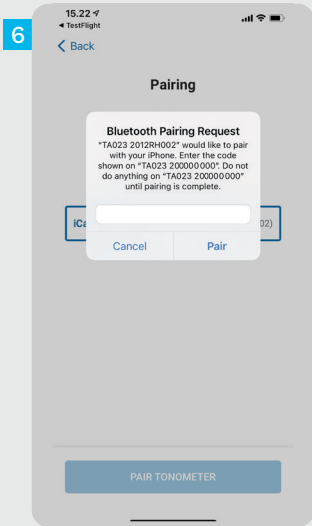 6
15.22
◀ TestFlight
Back
Pairing
Bluetooth Pairing Request
"TA023 2012RH002" would like to pair
with your iPhone. Enter the code
shown on "TA023 200000000". Do not
do anything on "TA023 200000000"
until pairing is complete.
iCa 02)
Cancel Pair
PAIR TONOMETER